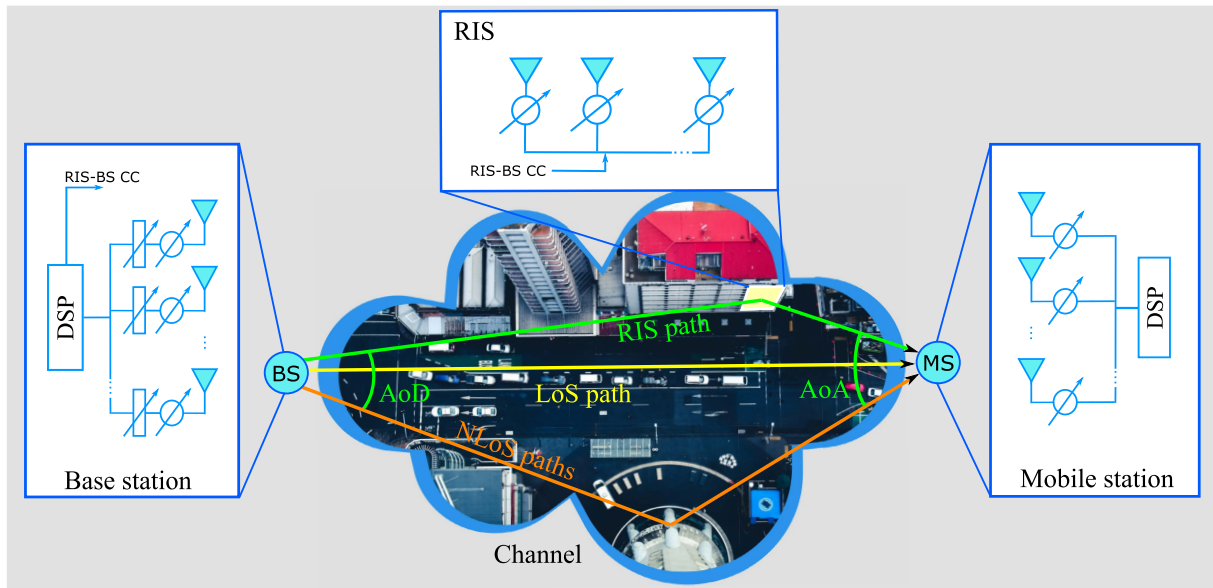 RIS
RIS-BS CC
RIS-BS CC
DSP
Base station
BS
RIS path
LoS path
NLoS paths
AoD
AoA
Channel
MS
DSP
Mobile station